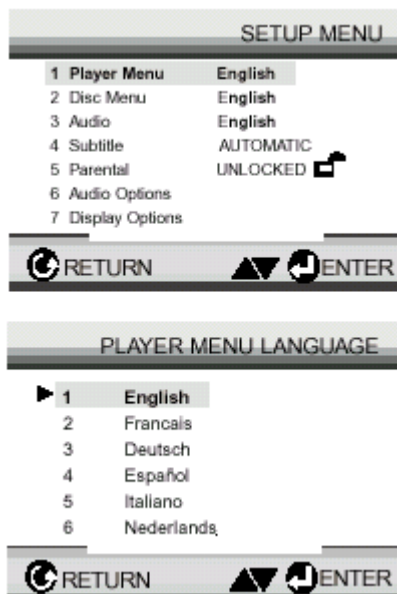 SETUP MENU
1 Player Menu English
2 Disc Menu English
3 Audio English
4 Subtitle AUTOMATIC
5 Parental UNLOCKED
6 Audio Options
7 Display Options
RETURN ENTER
PLAYER MENU LANGUAGE
1 English
2 Francais
3 Deutsch
4 Español
5 Italiano
6 Nederlands
RETURN ENTER